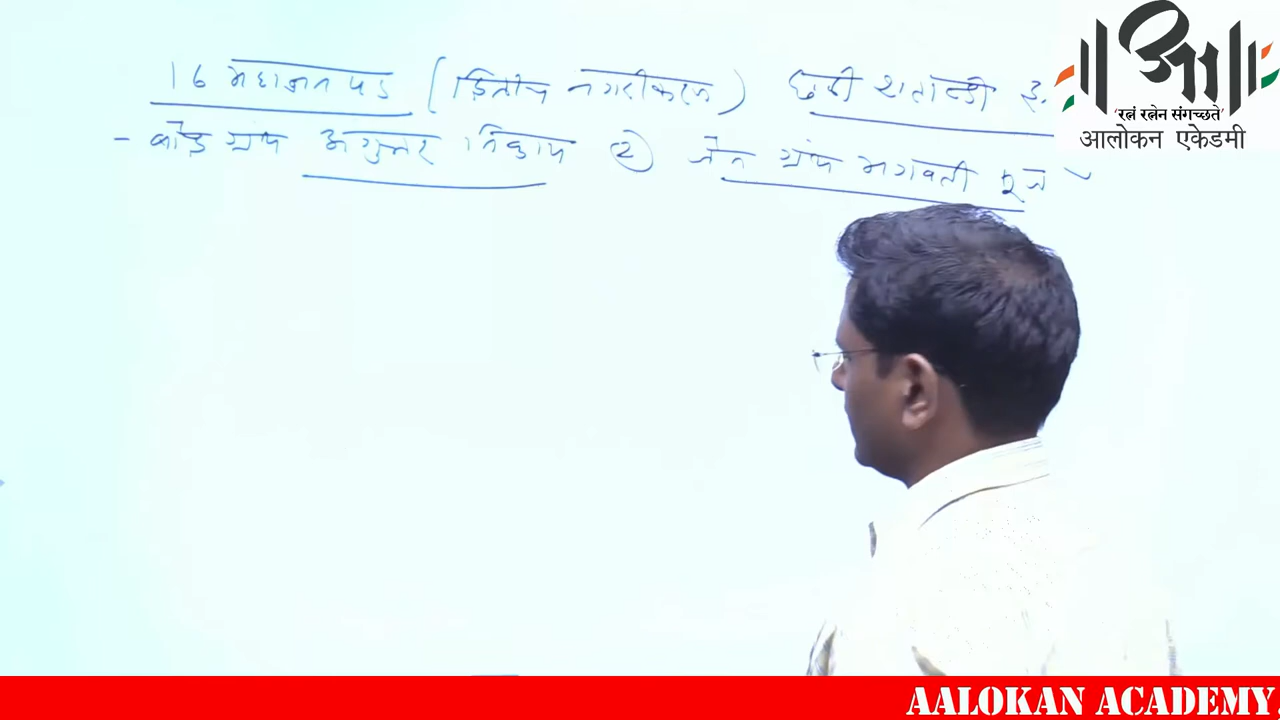 16 महाजनपद (द्वितीय नगरीकरण) छठी शताब्दी ई.
- बौद्ध ग्रंथ अंगुत्तर निकाय (2) जैन ग्रंथ भगवती सूत्र
आ
'रत्नं रत्नेन संगच्छते'
आलोकन एकेडमी
AALOKAN ACADEMY.